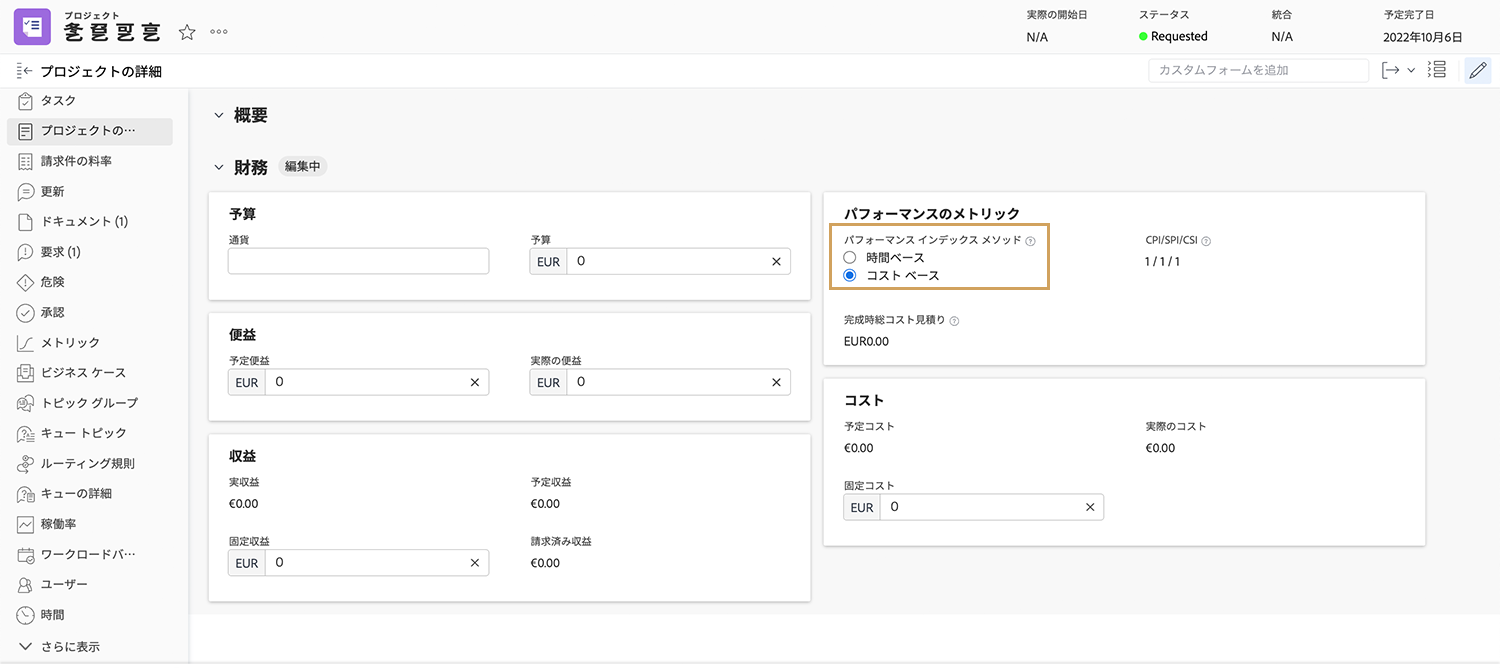 プロジェクト
実際の開始日
N/A
ステータス
Requested
統合
N/A
予定完了日
2022年10月6日
プロジェクトの詳細
カスタムフォームを追加
タスク
プロジェクトの…
請求件の料率
更新
ドキュメント (1)
要求 (1)
危険
承認
メトリック
ビジネス ケース
トピック グループ
キュー トピック
ルーティング規則
キューの詳細
稼働率
ワークロードバ…
ユーザー
時間
さらに表示
概要
財務 編集中
予算
通貨
予算
EUR 0
便益
予定便益
EUR 0
実際の便益
EUR 0
収益
実収益
€0.00
予定収益
€0.00
固定収益
EUR 0
請求済み収益
€0.00
パフォーマンスのメトリック
パフォーマンス インデックス メソッド
時間ベース
コスト ベース
CPI/SPI/CSI
1 / 1 / 1
完成時総コスト見積り
EUR0.00
コスト
予定コスト
€0.00
実際のコスト
€0.00
固定コスト
EUR 0